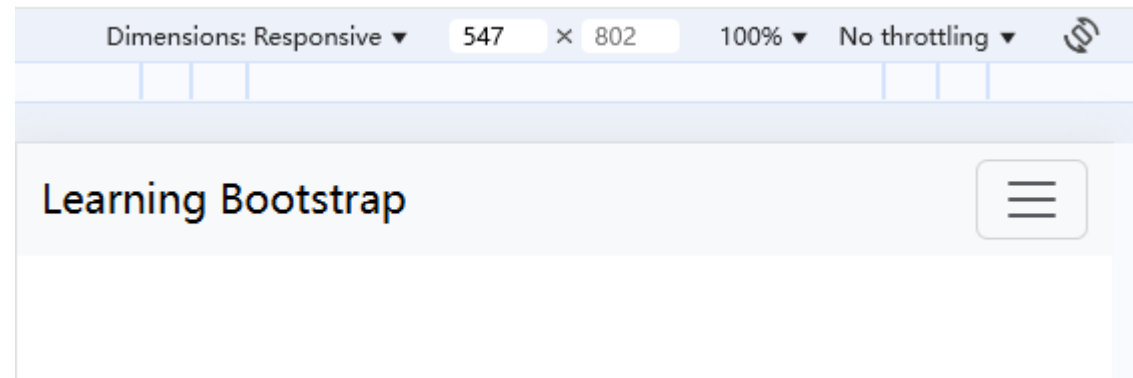 Dimensions: Responsive ▼ 547 × 802 100% ▼ No throttling ▼
Learning Bootstrap